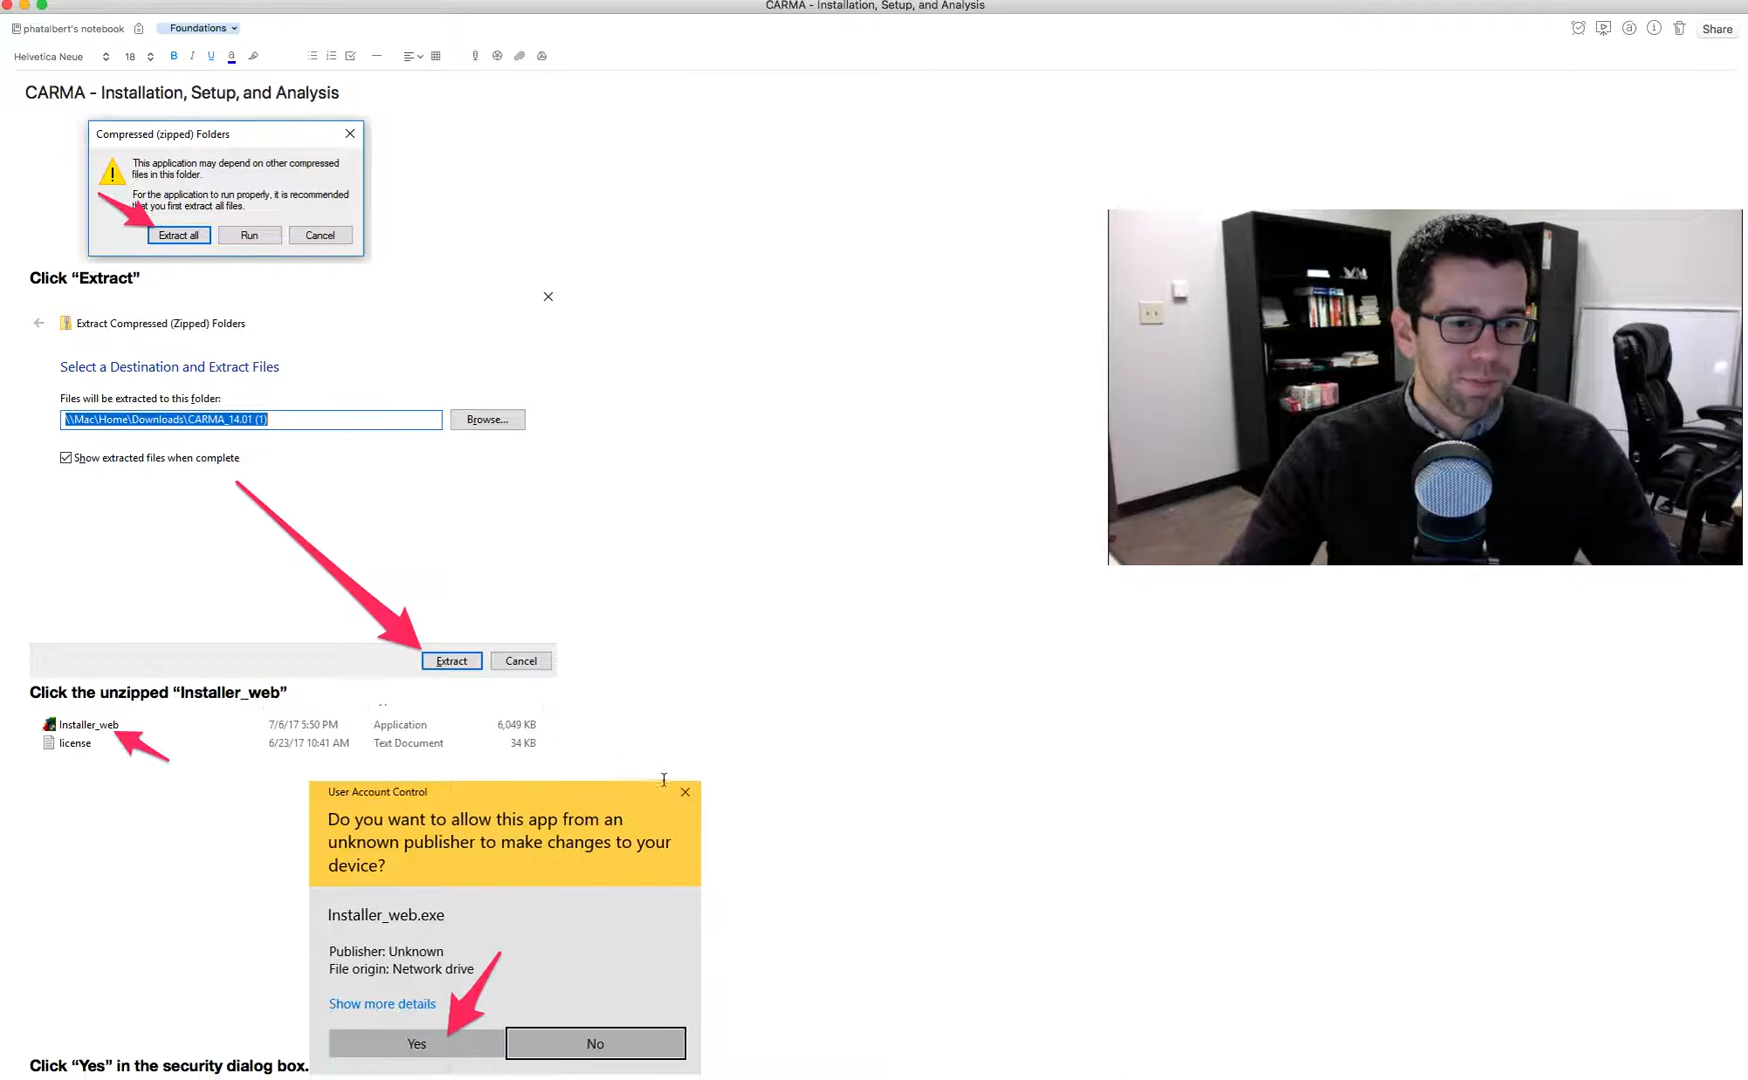 CARMA - Installation, Setup, and Analysis
phatalbert's notebook
Foundations
Share
Helvetica Neue
18
B I U a
CARMA - Installation, Setup, and Analysis
Compressed (zipped) Folders
This application may depend on other compressed
files in this folder.
For the application to run properly, it is recommended
that you first extract all files.
Extract all Run Cancel
Click “Extract”
Extract Compressed (Zipped) Folders
Select a Destination and Extract Files
Files will be extracted to this folder:
\\Mac\Home\Downloads\CARMA_14.01 (1)
Browse...
Show extracted files when complete
Extract Cancel
Click the unzipped “Installer_web”
Installer_web 7/6/17 5:50 PM Application 6,049 KB
license 6/23/17 10:41 AM Text Document 34 KB
User Account Control
Do you want to allow this app from an
unknown publisher to make changes to your
device?
Installer_web.exe
Publisher: Unknown
File origin: Network drive
Show more details
Yes No
Click “Yes” in the security dialog box.